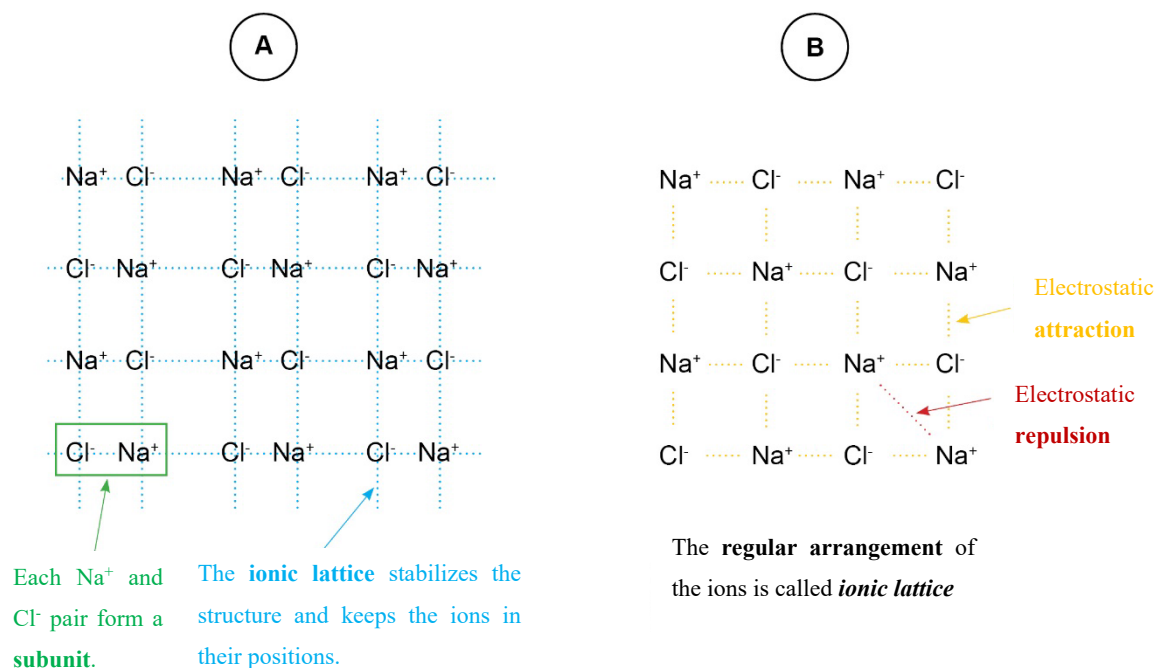 A
B
Na⁺ Cl⁻ Na⁺ Cl⁻ Na⁺ Cl⁻
Cl⁻ Na⁺ Cl⁻ Na⁺ Cl⁻ Na⁺
Na⁺ Cl⁻ Na⁺ Cl⁻ Na⁺ Cl⁻
Cl⁻ Na⁺ Cl⁻ Na⁺ Cl⁻ Na⁺
Each Na⁺ and
Cl⁻ pair form a
subunit.
The ionic lattice stabilizes the
structure and keeps the ions in
their positions.
Na⁺ Cl⁻ Na⁺ Cl⁻
Cl⁻ Na⁺ Cl⁻ Na⁺
Na⁺ Cl⁻ Na⁺ Cl⁻
Cl⁻ Na⁺ Cl⁻ Na⁺
Electrostatic
attraction
Electrostatic
repulsion
The regular arrangement of
the ions is called ionic lattice